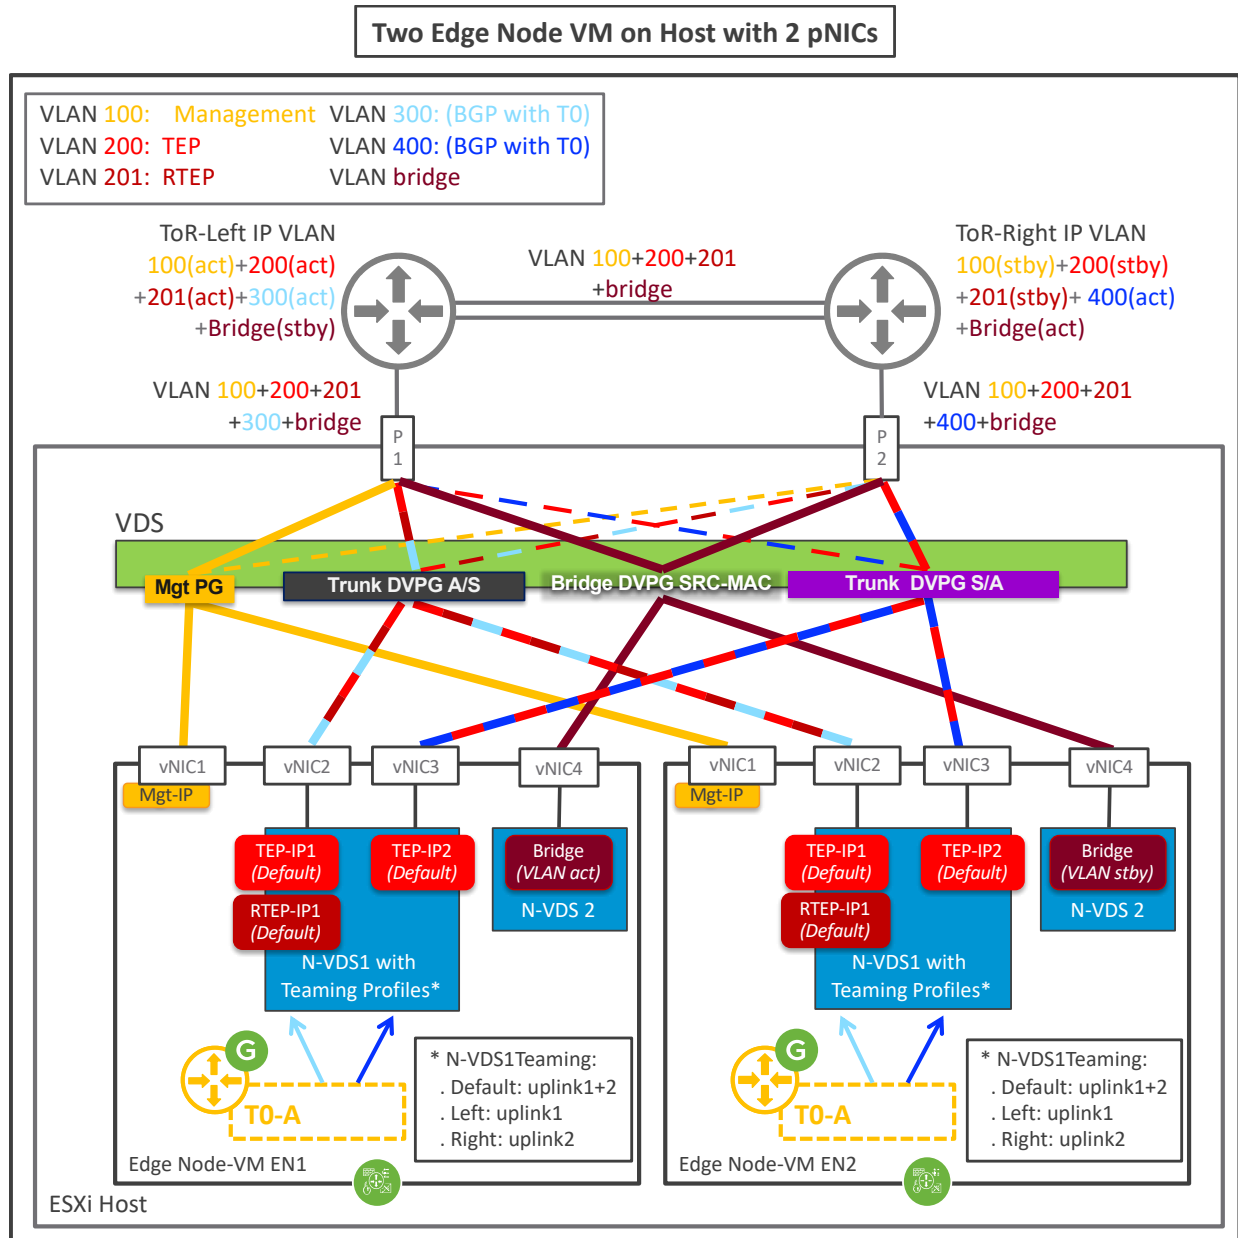 Two Edge Node VM on Host with 2 pNICs
VLAN 100: Management VLAN 300: (BGP with T0)
VLAN 200: TEP VLAN 400: (BGP with T0)
VLAN 201: RTEP VLAN bridge
ToR-Left IP VLAN
100(act)+200(act)
+201(act)+300(act)
+Bridge(stby)
VLAN 100+200+201
+bridge
ToR-Right IP VLAN
100(stby)+200(stby)
+201(stby)+ 400(act)
+Bridge(act)
VLAN 100+200+201
+300+bridge
VLAN 100+200+201
+400+bridge
P
1
P
2
VDS
Mgt PG
Trunk DVPG A/S
Bridge DVPG SRC-MAC
Trunk DVPG S/A
vNIC1
vNIC2
vNIC3
vNIC4
Mgt-IP
TEP-IP1
(Default)
TEP-IP2
(Default)
Bridge
(VLAN act)
RTEP-IP1
(Default)
N-VDS 2
N-VDS1 with
Teaming Profiles*
G
T0-A
* N-VDS1Teaming:
. Default: uplink1+2
. Left: uplink1
. Right: uplink2
Edge Node-VM EN1
vNIC1
vNIC2
vNIC3
vNIC4
Mgt-IP
TEP-IP1
(Default)
TEP-IP2
(Default)
Bridge
(VLAN stby)
RTEP-IP1
(Default)
N-VDS 2
N-VDS1 with
Teaming Profiles*
G
T0-A
* N-VDS1Teaming:
. Default: uplink1+2
. Left: uplink1
. Right: uplink2
Edge Node-VM EN2
ESXi Host